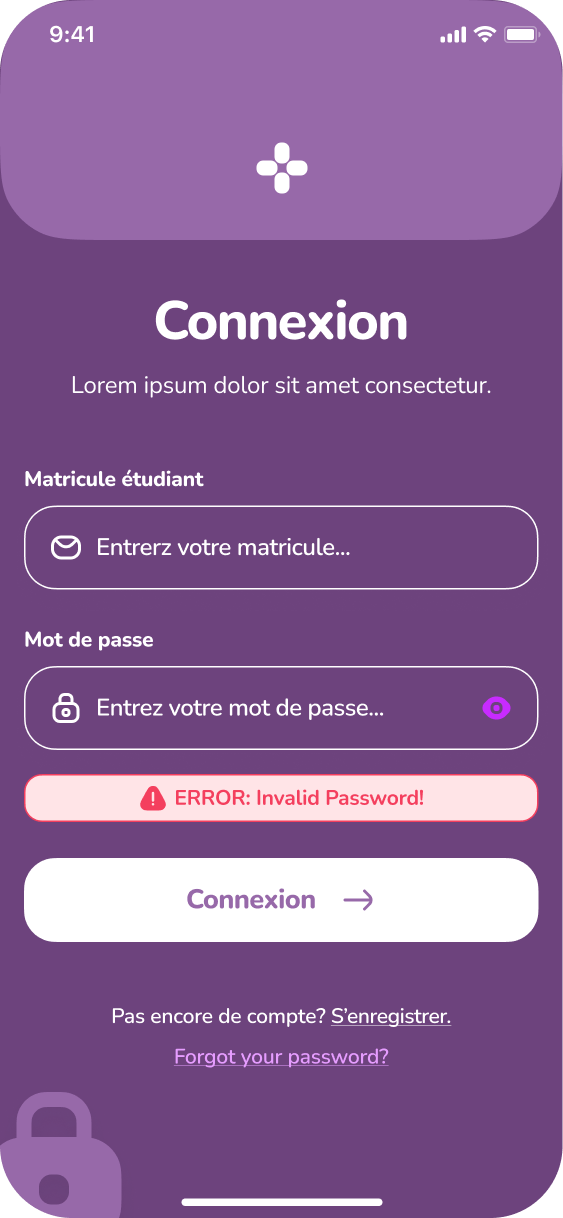 9:41
Connexion
Lorem ipsum dolor sit amet consectetur.
Matricule étudiant
Entrerz votre matricule...
Mot de passe
Entrez votre mot de passe...
ERROR: Invalid Password!
Connexion
Pas encore de compte? S’enregistrer.
Forgot your password?